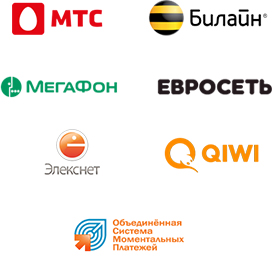 МТС
Билайн®
МЕГАФОН
ЕВРОСЕТЬ
Элекснет
QIWI
Объединённая
Система
Моментальных
Платежей